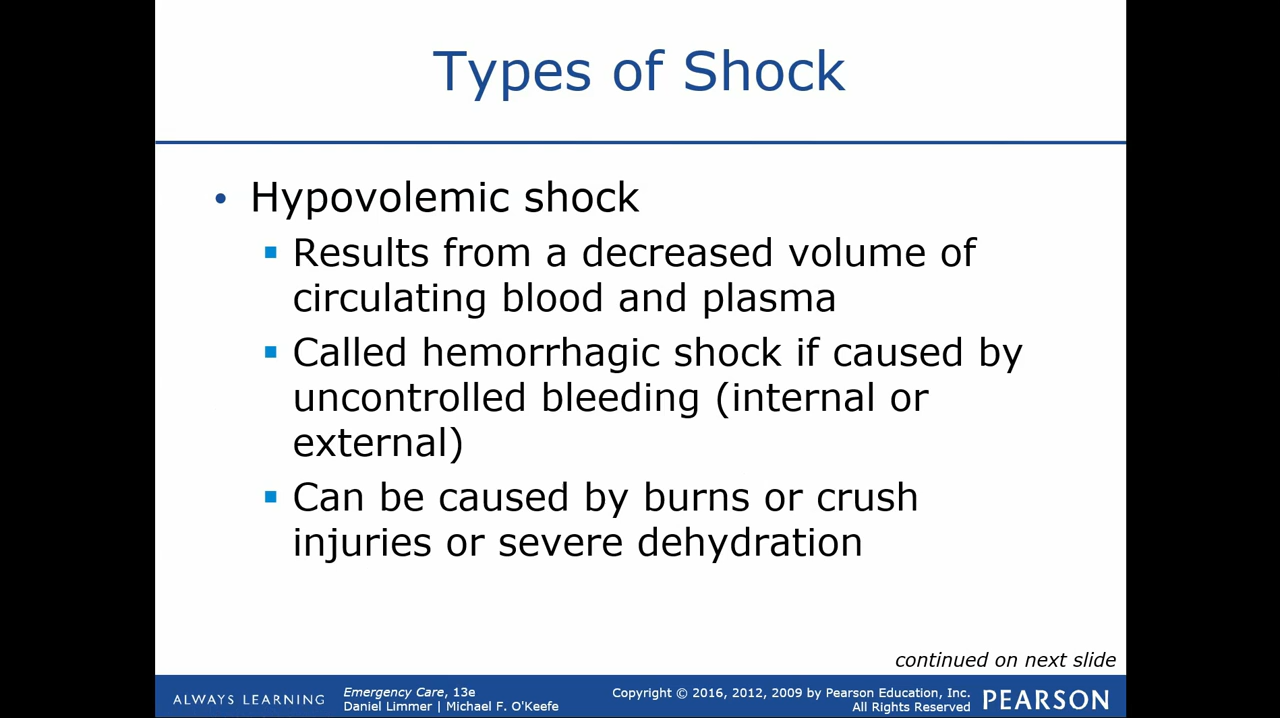 Types of Shock
• Hypovolemic shock
▪ Results from a decreased volume of
circulating blood and plasma
▪ Called hemorrhagic shock if caused by
uncontrolled bleeding (internal or
external)
▪ Can be caused by burns or crush
injuries or severe dehydration
continued on next slide
ALWAYS LEARNING
Emergency Care, 13e
Daniel Limmer | Michael F. O'Keefe
Copyright © 2016, 2012, 2009 by Pearson Education, Inc.
All Rights Reserved
PEARSON